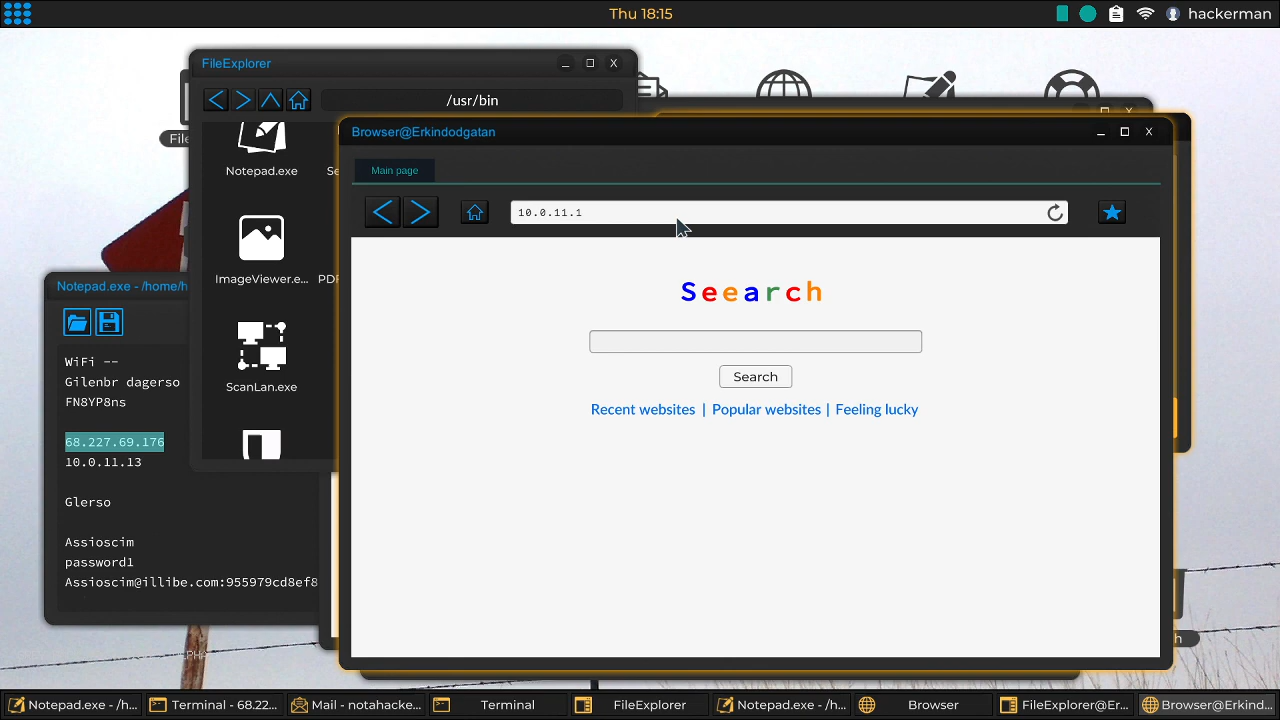 Thu 18:15
hackerman
FileExplorer
X
/usr/bin
File
Notepad.exe
Se
ImageViewer.e...
PDF
ScanLan.exe
Browser@Erkindodgatan
X
Main page
10.0.11.1
Seearch
Search
Recent websites | Popular websites | Feeling lucky
Notepad.exe - /home/h
WiFi --
Gilenbr dagerso
FN8YP8ns
68.227.69.176
10.0.11.13
Glerso
Assioscim
password1
Assioscim@illibe.com:955979cd8ef8
h
Notepad.exe - /h...
Terminal - 68.22...
Mail - notahacke...
Terminal
FileExplorer
Notepad.exe - /h...
Browser
FileExplorer@Er...
Browser@Erkind...